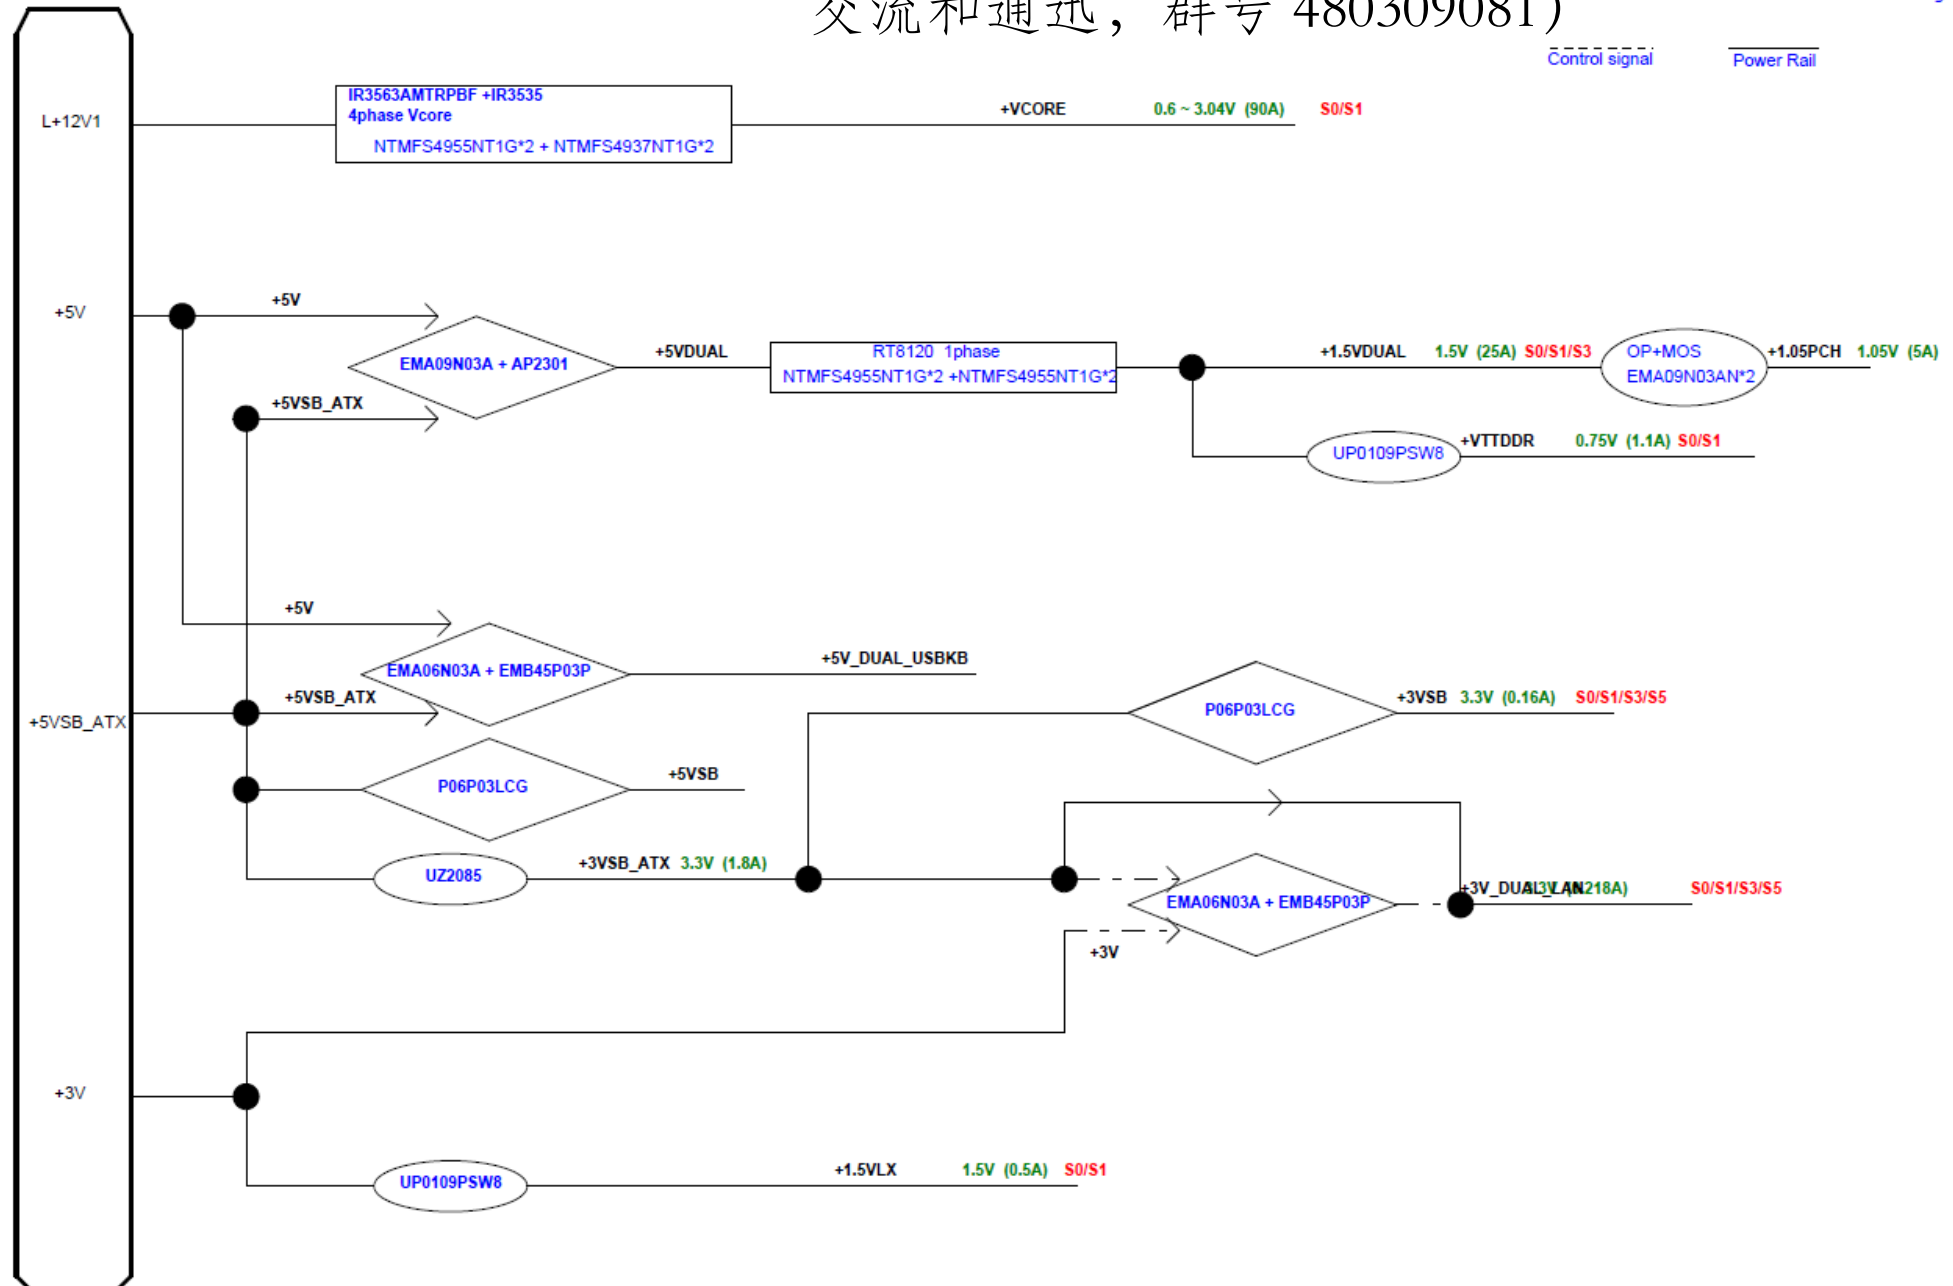 交流和通迅，群号 480309081）
Control signal
Power Rail
L+12V1
IR3563AMTRPBF +IR3535
4phase Vcore
NTMFS4955NT1G*2 + NTMFS4937NT1G*2
+VCORE 0.6 ~ 3.04V (90A) S0/S1
+5V
+5V
EMA09N03A + AP2301
+5VSB_ATX
+5VDUAL
RT8120 1phase
NTMFS4955NT1G*2 +NTMFS4955NT1G*2
+1.5VDUAL 1.5V (25A) S0/S1/S3
OP+MOS
EMA09N03AN*2
+1.05PCH 1.05V (5A)
UP0109PSW8
+VTTDDR 0.75V (1.1A) S0/S1
+5V
EMA06N03A + EMB45P03P
+5VSB_ATX
+5V_DUAL_USBKB
+5VSB_ATX
P06P03LCG
+5VSB
P06P03LCG
+3VSB 3.3V (0.16A) S0/S1/S3/S5
UZ2085
+3VSB_ATX 3.3V (1.8A)
EMA06N03A + EMB45P03P
+3V
+3V_DUAL_LAN S0/S1/S3/S5
+3V
UP0109PSW8
+1.5VLX 1.5V (0.5A) S0/S1